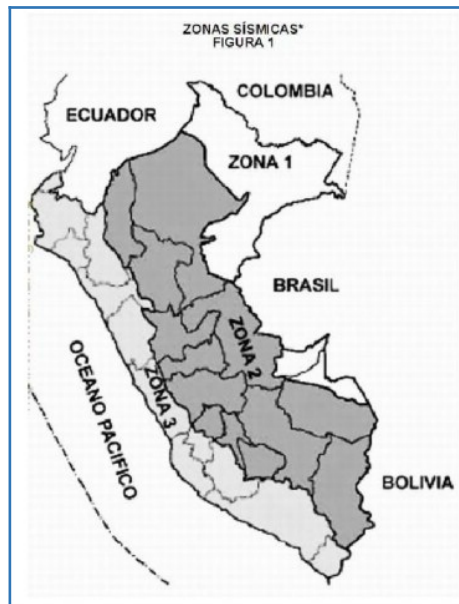 ZONAS SÍSMICAS*
FIGURA 1
COLOMBIA
ECUADOR
ZONA 1
BRASIL
ZONA 2
ZONA 3
OCEANO PACIFICO
BOLIVIA